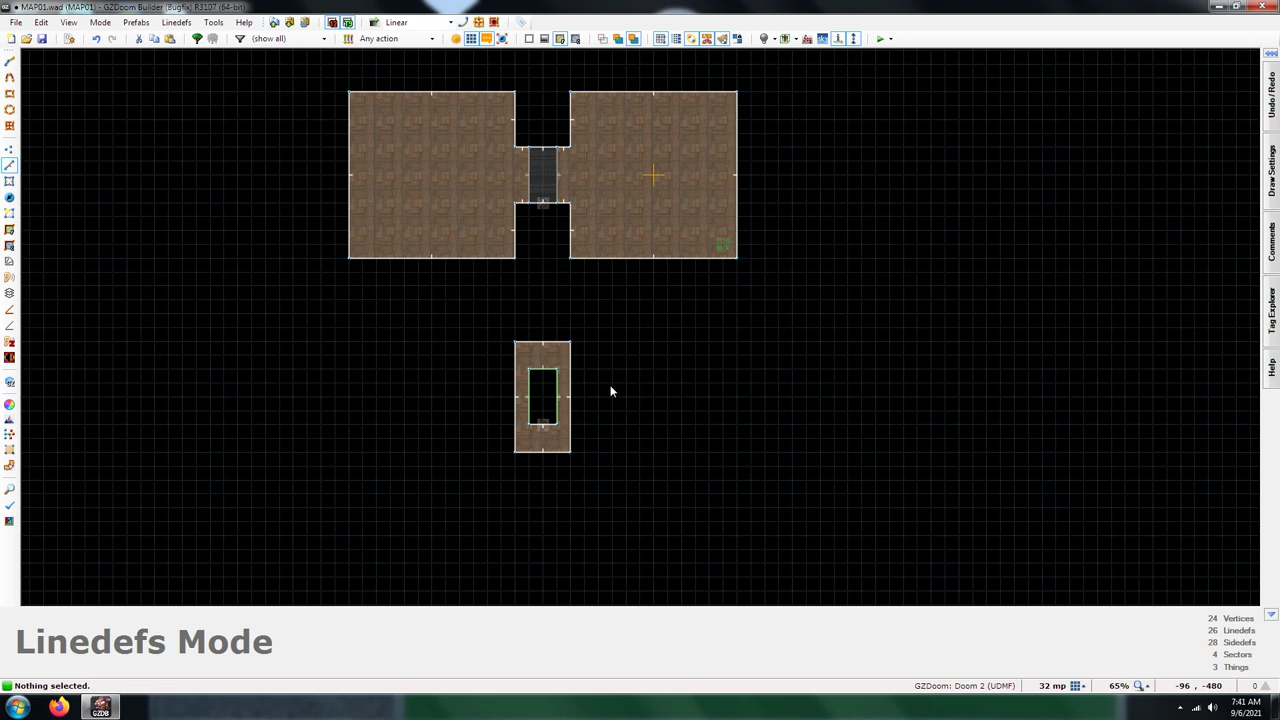 • MAP01.wad (MAP01) - GZDoom Builder (Bugfix) R3107 (64-bit)
File Edit View Mode Prefabs Linedefs Tools Help Linear
(show all) Any action
Undo / Redo
Draw Settings
Comments
Tag Explorer
Help
Linedefs Mode
24 Vertices
26 Linedefs
28 Sidedefs
4 Sectors
3 Things
Nothing selected. GZDoom: Doom 2 (UDMF) 32 mp 65% -96 , -480 0
GZDB
7:41 AM
9/6/2021